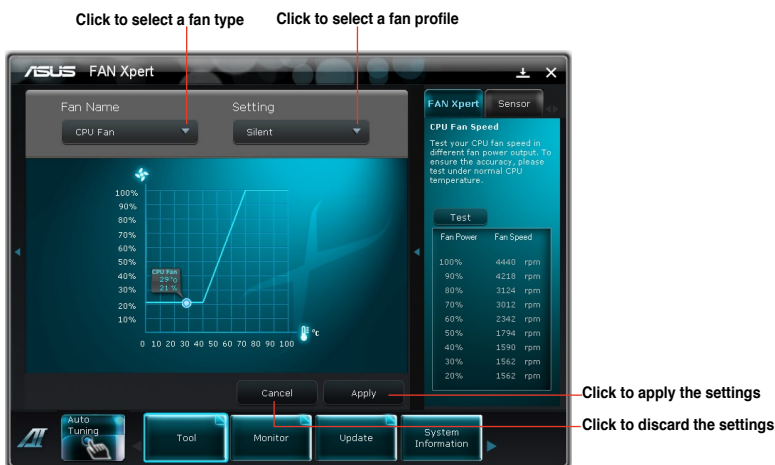 Click to select a fan type
Click to select a fan profile
ASUS FAN Xpert
Fan Name
Setting
CPU Fan
Silent
100%
90%
80%
70%
60%
50%
40%
30%
20%
10%
CPU Fan
29 °C
21 %
0 10 20 30 40 50 60 70 80 90 100
°C
Cancel
Apply
FAN Xpert
Sensor
CPU Fan Speed
Test your CPU fan speed in
different fan power output. To
ensure the accuracy, please
test under normal CPU
temperature.
Test
Fan Power Fan Speed
100% 4440 rpm
90% 4218 rpm
80% 3124 rpm
70% 3012 rpm
60% 2342 rpm
50% 1794 rpm
40% 1590 rpm
30% 1562 rpm
20% 1562 rpm
Click to apply the settings
Click to discard the settings
AI
Auto
Tuning
Tool
Monitor
Update
System
Information